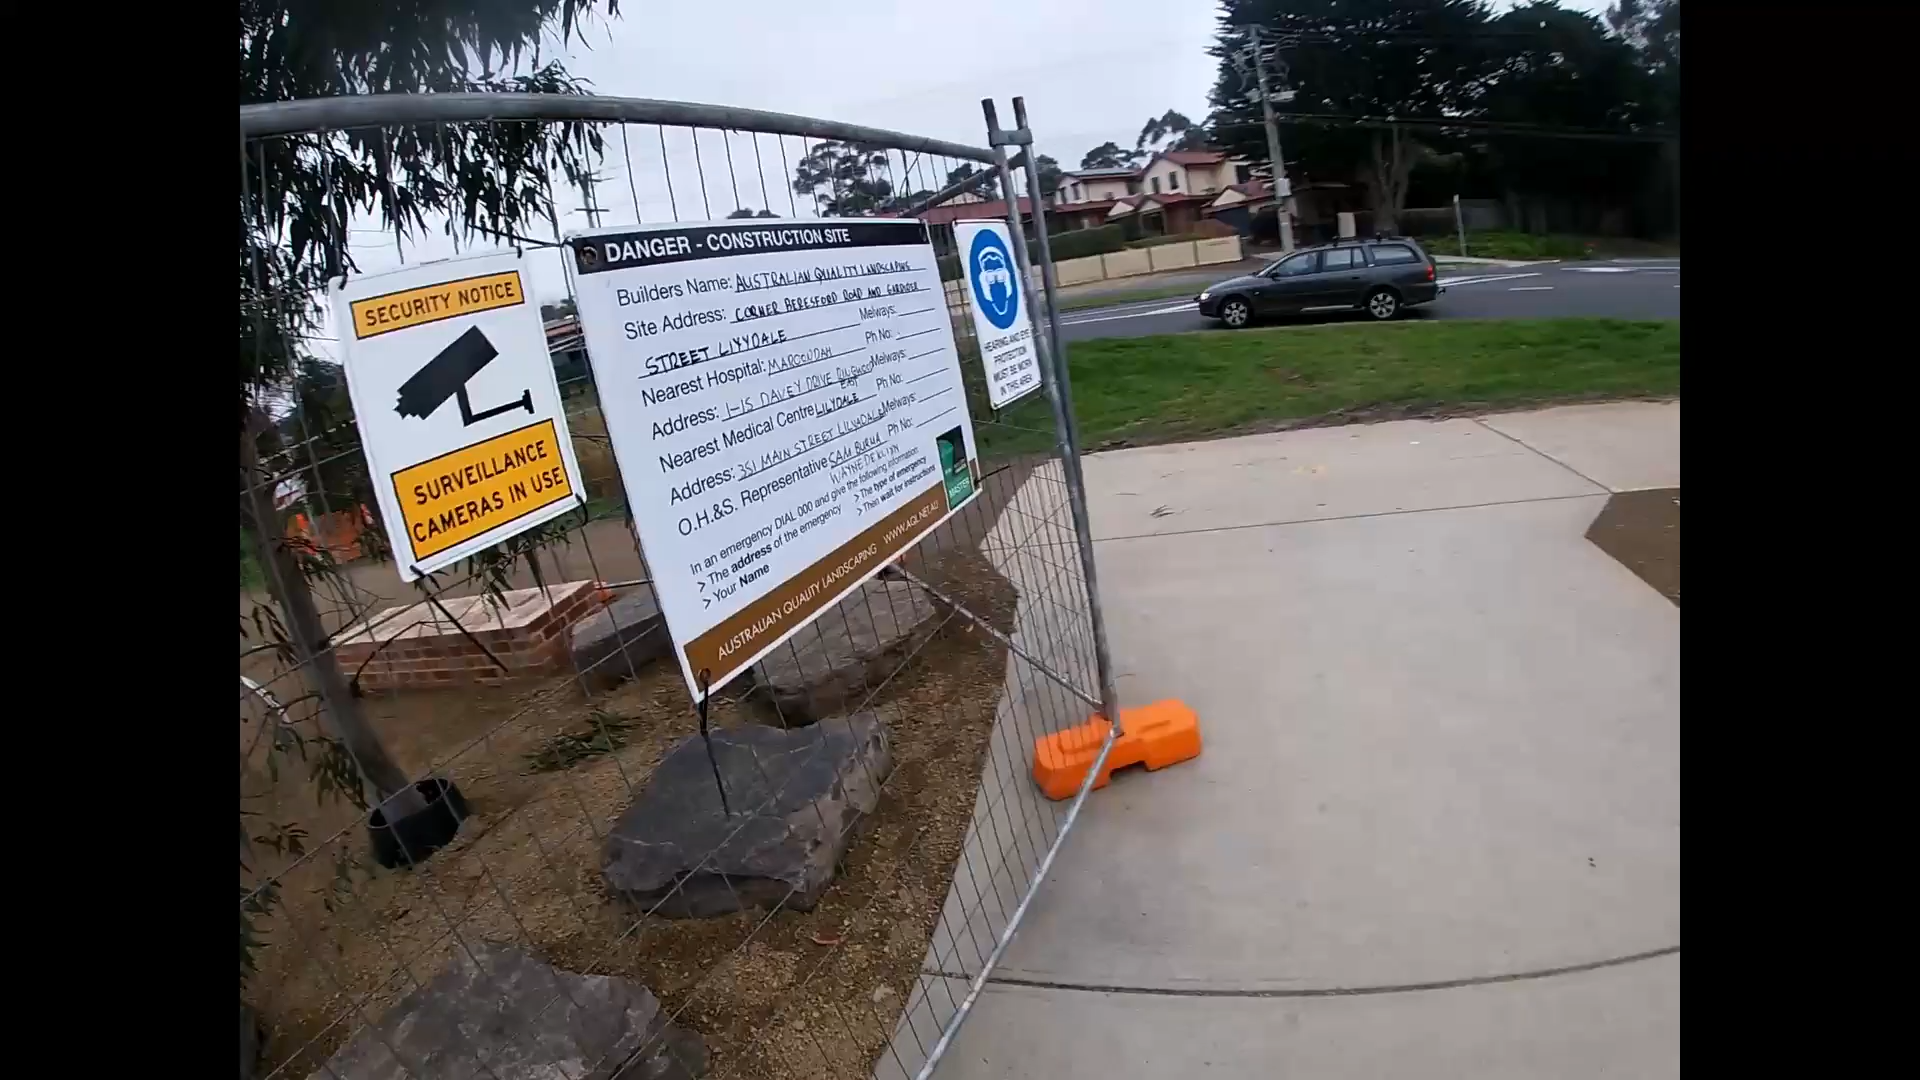 SECURITY NOTICE
SURVEILLANCE
CAMERAS IN USE
DANGER - CONSTRUCTION SITE
Builders Name: AUSTRALIAN QUALITY LANDSCAPING
Site Address: CORNER BERESFORD ROAD AND GARDINER
STREET LILYDALE Melways:
Nearest Hospital: MAROONDAH Ph No:
Address: 1-15 DAVEY DRIVE RINGWOOD EAST Melways:
Nearest Medical Centre LILYDALE Ph No:
Address: 351 MAIN STREET LILYDALE Melways:
O.H.&S. Representative SAM Ph No:
WAYNE
In an emergency DIAL 000 and give the following information
> The address of the emergency > The type of emergency
> Your Name > Then wait for instructions
AUSTRALIAN QUALITY LANDSCAPING WWW.AQL.NET.AU
MASTER
HEARING AND EYE
PROTECTION
MUST BE WORN
IN THIS AREA